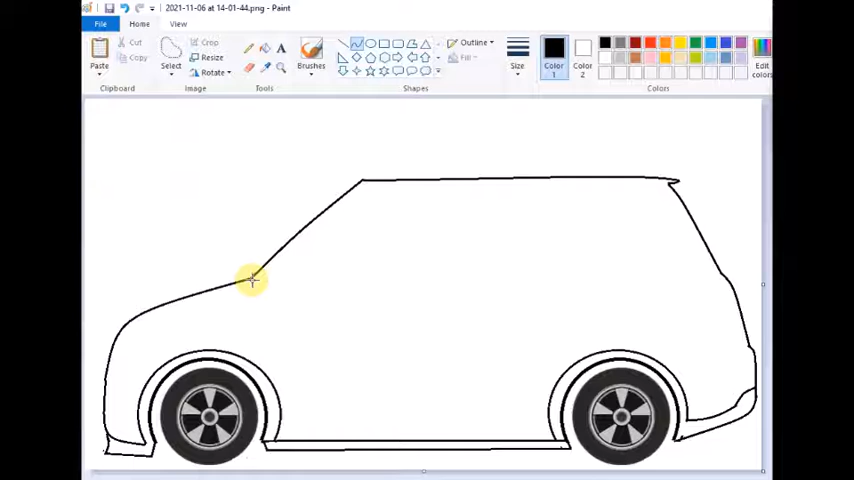 2021-11-06 at 14-01-44.png - Paint
File Home View
Paste
Cut
Copy
Clipboard
Select
Crop
Resize
Rotate
Image
A
Tools
Brushes
Shapes
Outline
Fill
Size
Color 1
Color 2
Colors
Edit colors